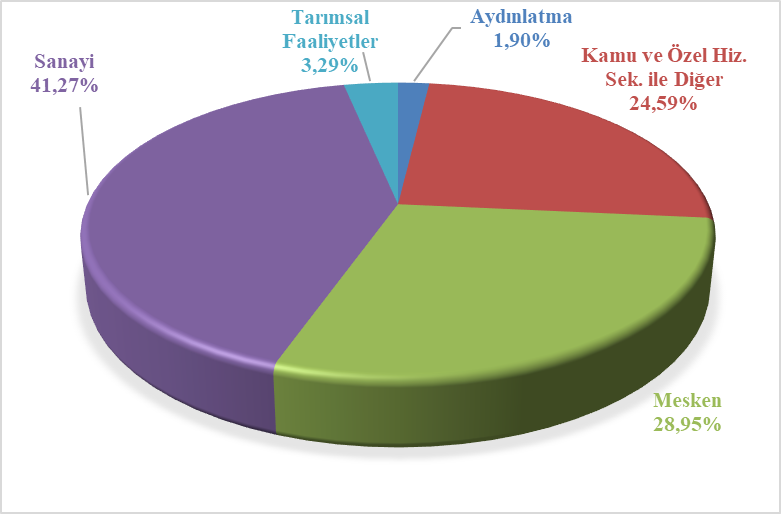 Tarımsal
Faaliyetler
3,29%
Aydınlatma
1,90%
Kamu ve Özel Hiz.
Sek. ile Diğer
24,59%
Sanayi
41,27%
Mesken
28,95%